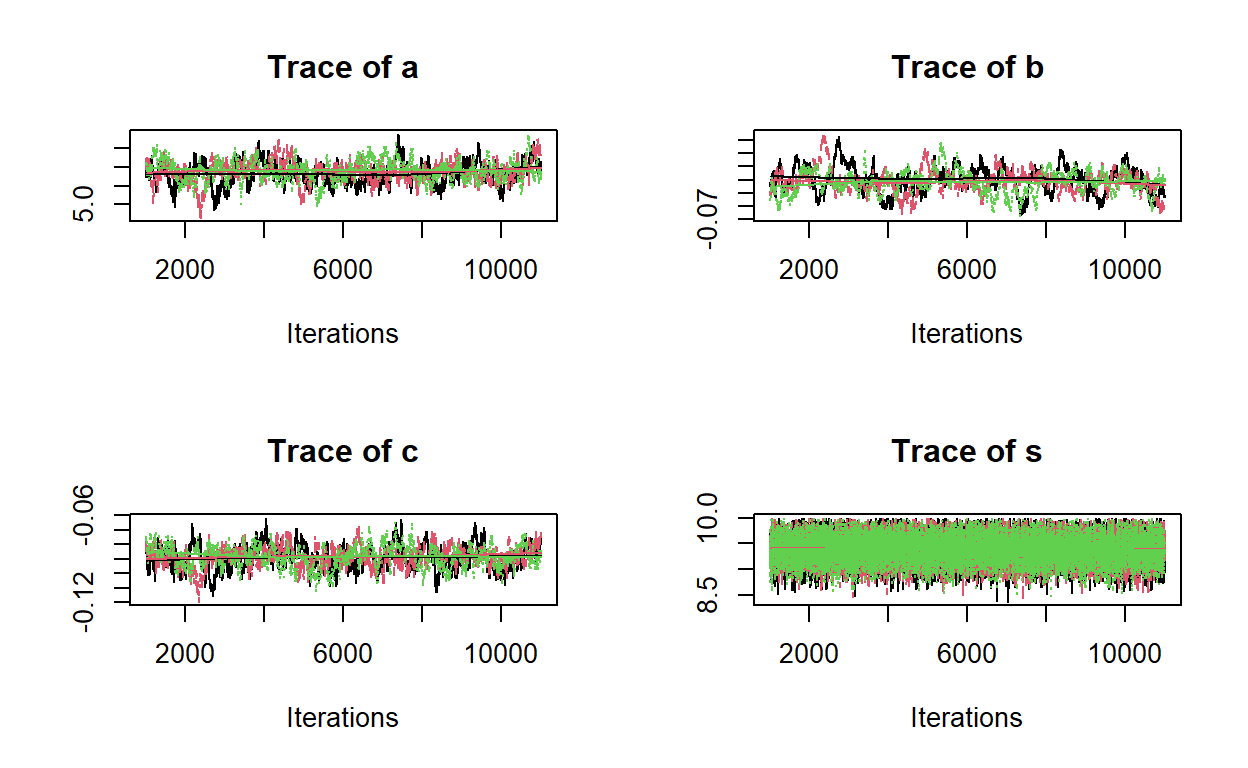 Trace of a
5.0
2000 6000 10000
Iterations
Trace of b
-0.07
2000 6000 10000
Iterations
Trace of c
-0.06
-0.12
2000 6000 10000
Iterations
Trace of s
10.0
8.5
2000 6000 10000
Iterations